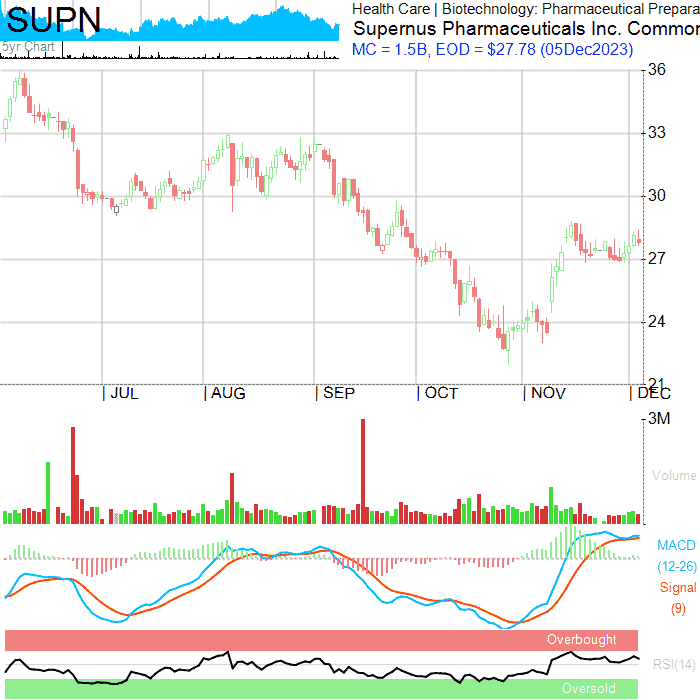 SUPN
5yr Chart
Health Care | Biotechnology: Pharmaceutical Prepara
Supernus Pharmaceuticals Inc. Common
MC = 1.5B, EOD = $27.78 (05Dec2023)
36
33
30
27
24
21
| JUL | AUG | SEP | OCT | NOV | DEC
3M
Volume
MACD
(12-26)
Signal
(9)
Overbought
RSI(14)
Oversold